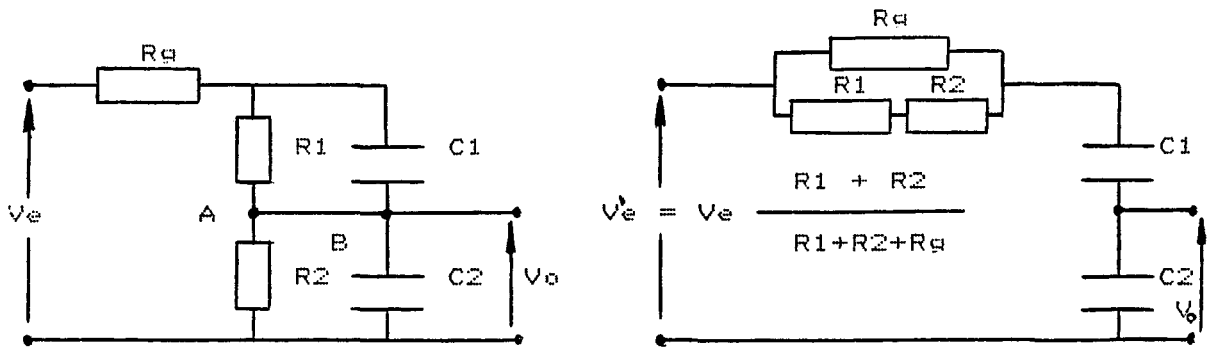 Rg
R1
C1
Ve
A
B
R2
C2
Vo
Rg
R1
R2
C1
V'e = Ve
R1 + R2
R1+R2+Rg
C2
Vo